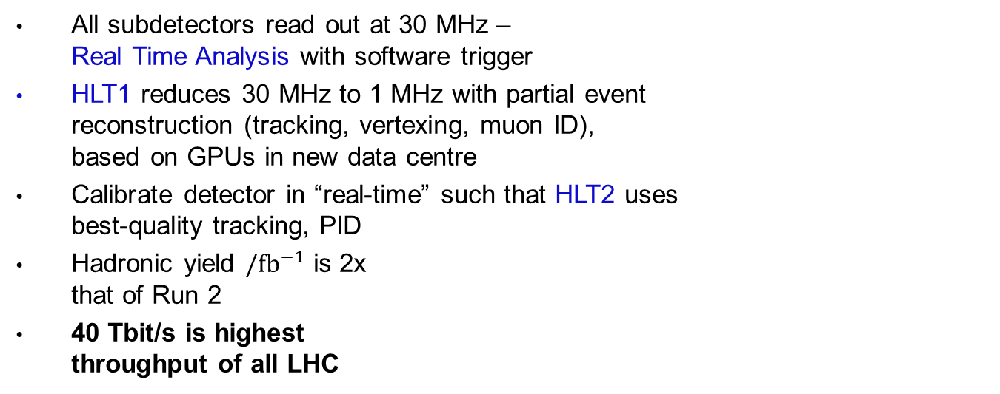 • All subdetectors read out at 30 MHz –
Real Time Analysis with software trigger
• HLT1 reduces 30 MHz to 1 MHz with partial event
reconstruction (tracking, vertexing, muon ID),
based on GPUs in new data centre
• Calibrate detector in “real-time” such that HLT2 uses
best-quality tracking, PID
• Hadronic yield /fb⁻¹ is 2x
that of Run 2
• 40 Tbit/s is highest
throughput of all LHC